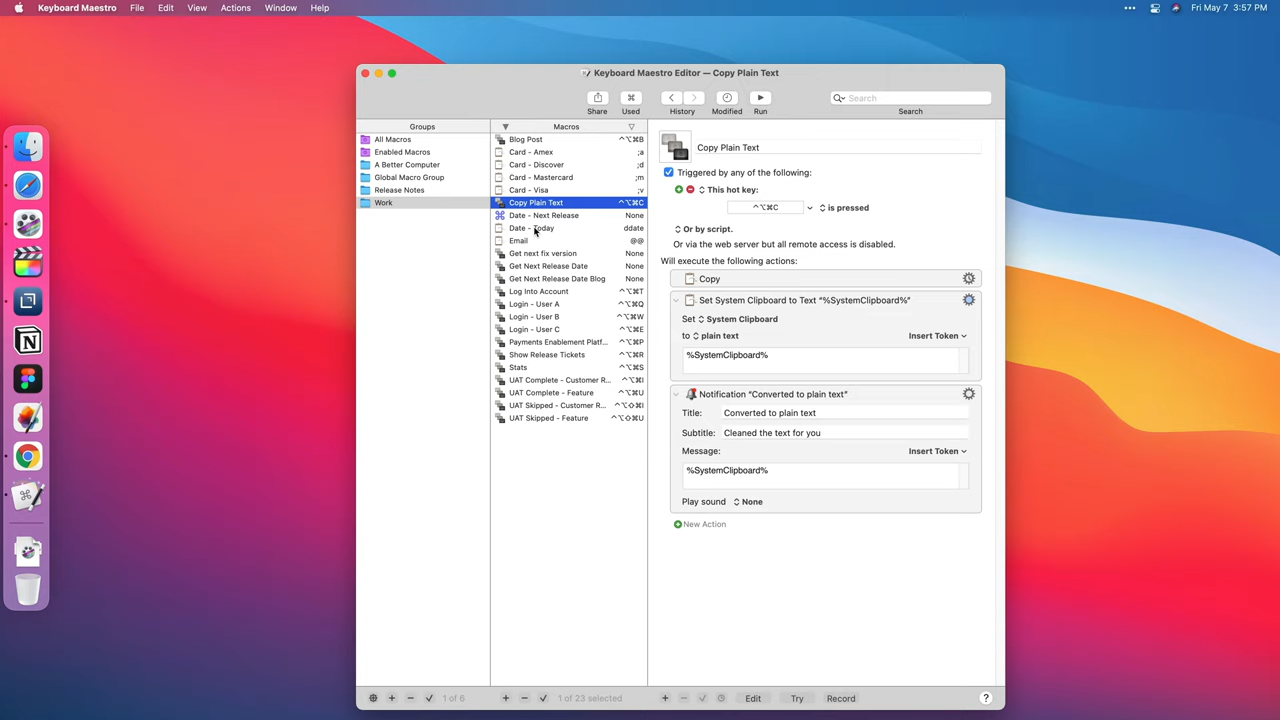 Keyboard Maestro File Edit View Actions Window Help Fri May 7 3:57 PM
Keyboard Maestro Editor — Copy Plain Text
Search
Share Used History Modified Run Search
Groups
All Macros
Enabled Macros
A Better Computer
Global Macro Group
Release Notes
Work
Macros
Blog Post ^⌥⌘B
Card - Amex ;a
Card - Discover ;d
Card - Mastercard ;m
Card - Visa ;v
Copy Plain Text ^⌥⌘C
Date - Next Release None
Date - Today ddate
Email @@
Get next fix version None
Get Next Release Date None
Get Next Release Date Blog None
Log Into Account ^⌥⌘T
Login - User A ^⌥⌘Q
Login - User B ^⌥⌘W
Login - User C ^⌥⌘E
Payments Enablement Platf... ^⌥⌘P
Show Release Tickets ^⌥⌘R
Stats ^⌥⌘S
UAT Complete - Customer R... ^⌥⌘I
UAT Complete - Feature ^⌥⌘U
UAT Skipped - Customer R... ^⌥⇧⌘I
UAT Skipped - Feature ^⌥⇧⌘U
Copy Plain Text
Triggered by any of the following:
This hot key:
^⌥⌘C is pressed
Or by script.
Or via the web server but all remote access is disabled.
Will execute the following actions:
Copy
Set System Clipboard to Text “%SystemClipboard%”
Set System Clipboard
to plain text Insert Token
%SystemClipboard%
Notification “Converted to plain text”
Title: Converted to plain text
Subtitle: Cleaned the text for you
Message: Insert Token
%SystemClipboard%
Play sound None
New Action
1 of 6 1 of 23 selected Edit Try Record ?